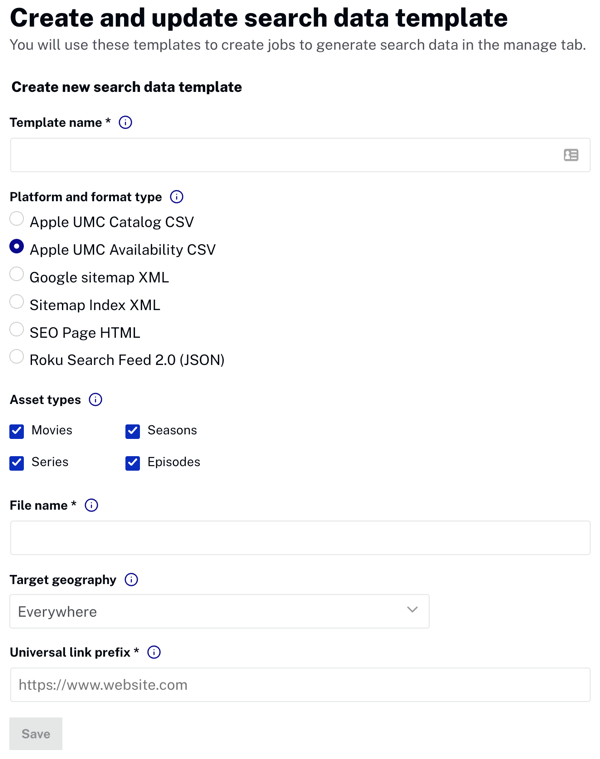 Create and update search data template
You will use these templates to create jobs to generate search data in the manage tab.
Create new search data template
Template name *
Platform and format type
Apple UMC Catalog CSV
Apple UMC Availability CSV
Google sitemap XML
Sitemap Index XML
SEO Page HTML
Roku Search Feed 2.0 (JSON)
Asset types
Movies Seasons
Series Episodes
File name *
Target geography
Everywhere
Universal link prefix *
https://www.website.com
Save